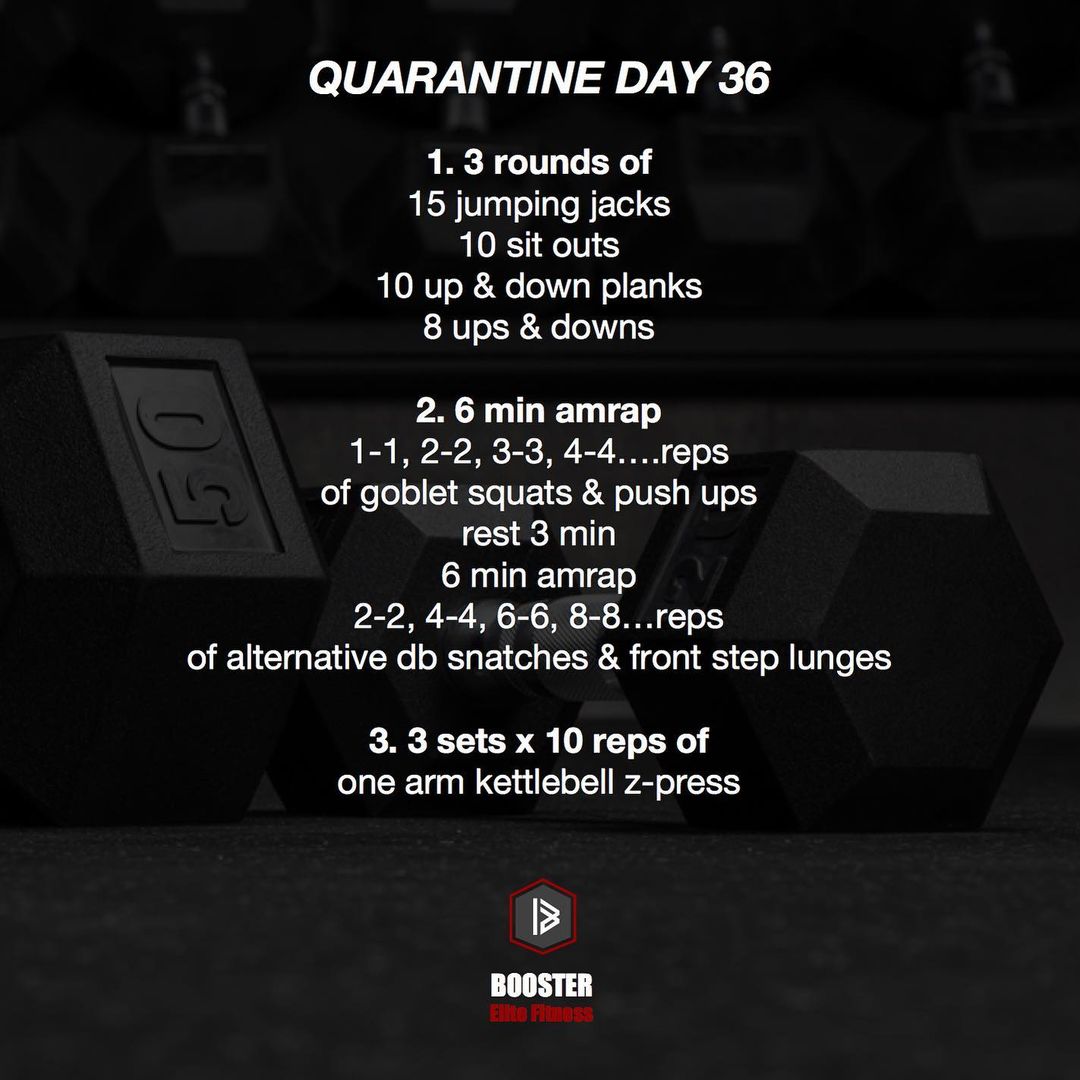 QUARANTINE DAY 36
1. 3 rounds of
15 jumping jacks
10 sit outs
10 up & down planks
8 ups & downs
2. 6 min amrap
1-1, 2-2, 3-3, 4-4....reps
of goblet squats & push ups
rest 3 min
6 min amrap
2-2, 4-4, 6-6, 8-8...reps
of alternative db snatches & front step lunges
3. 3 sets x 10 reps of
one arm kettlebell z-press
50
BOOSTER
Elite Fitness